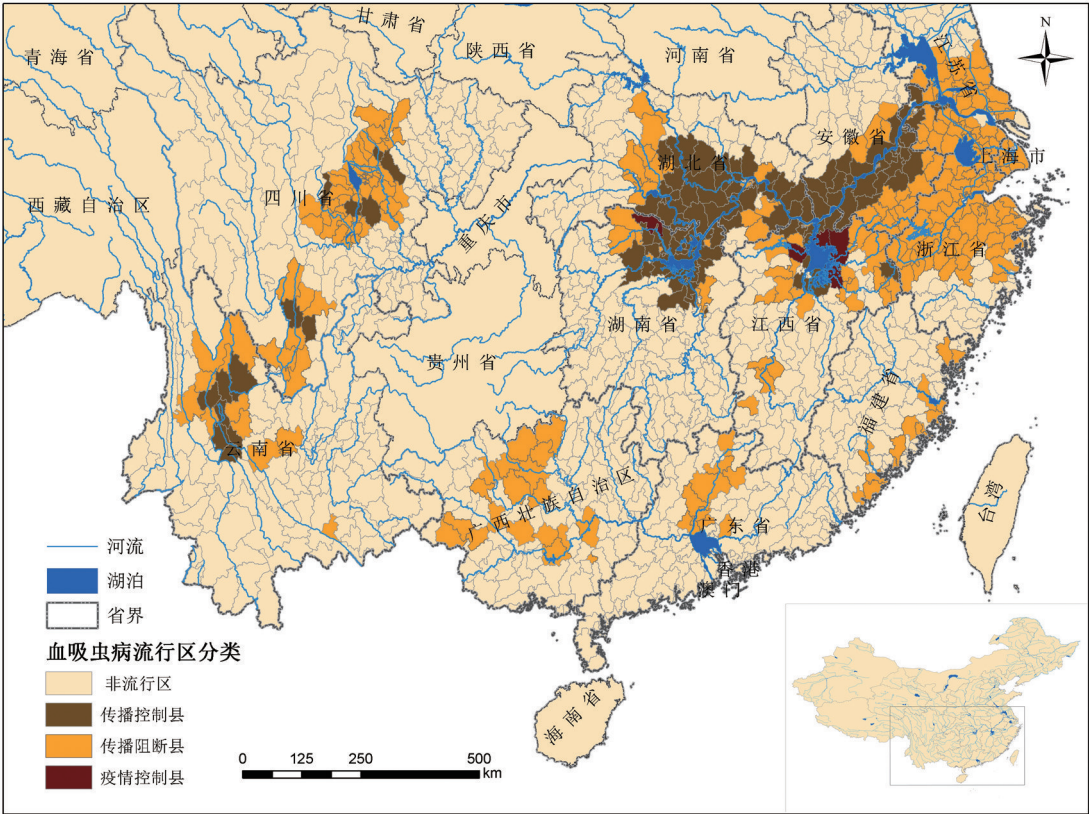 甘肃省
青海省
陕西省
河南省
江苏省
N
安徽省
湖北省
上海市
四川省
西藏自治区
重庆市
浙江省
湖南省
江西省
贵州省
福建省
云南省
广西壮族自治区
广东省
台湾
香港
澳门
海南省
河流
湖泊
省界
血吸虫病流行区分类
非流行区
传播控制县
传播阻断县
疫情控制县
0 125 250 500
km